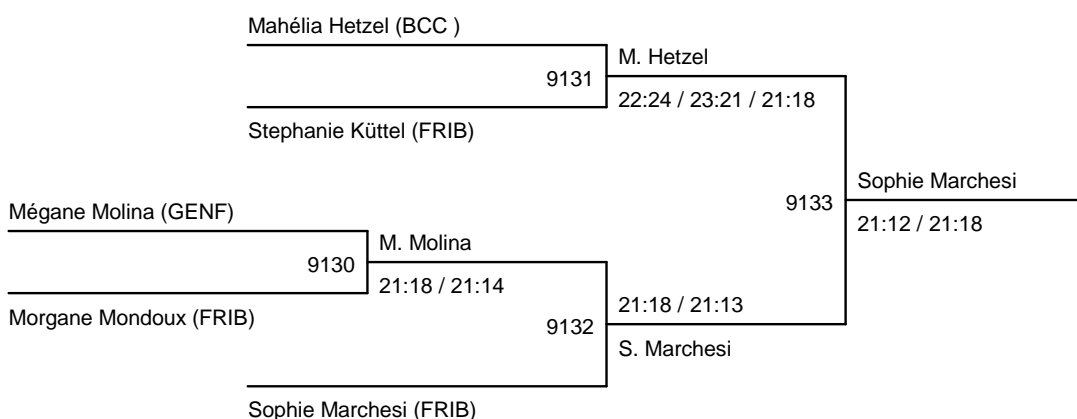 Mahélia Hetzel (BCC )
M. Hetzel
9131
22:24 / 23:21 / 21:18
Stephanie Küttel (FRIB)
Sophie Marchesi
9133
21:12 / 21:18
Mégane Molina (GENF)
M. Molina
9130
21:18 / 21:14
Morgane Mondoux (FRIB)
21:18 / 21:13
9132
S. Marchesi
Sophie Marchesi (FRIB)